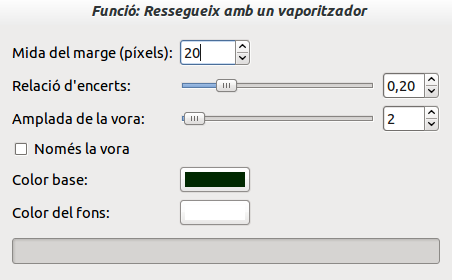 Funció: Ressegueix amb un vaporitzador
Mida del marge (píxels): 20
Relació d'encerts: 0,20
Amplada de la vora: 2
Només la vora
Color base:
Color del fons: